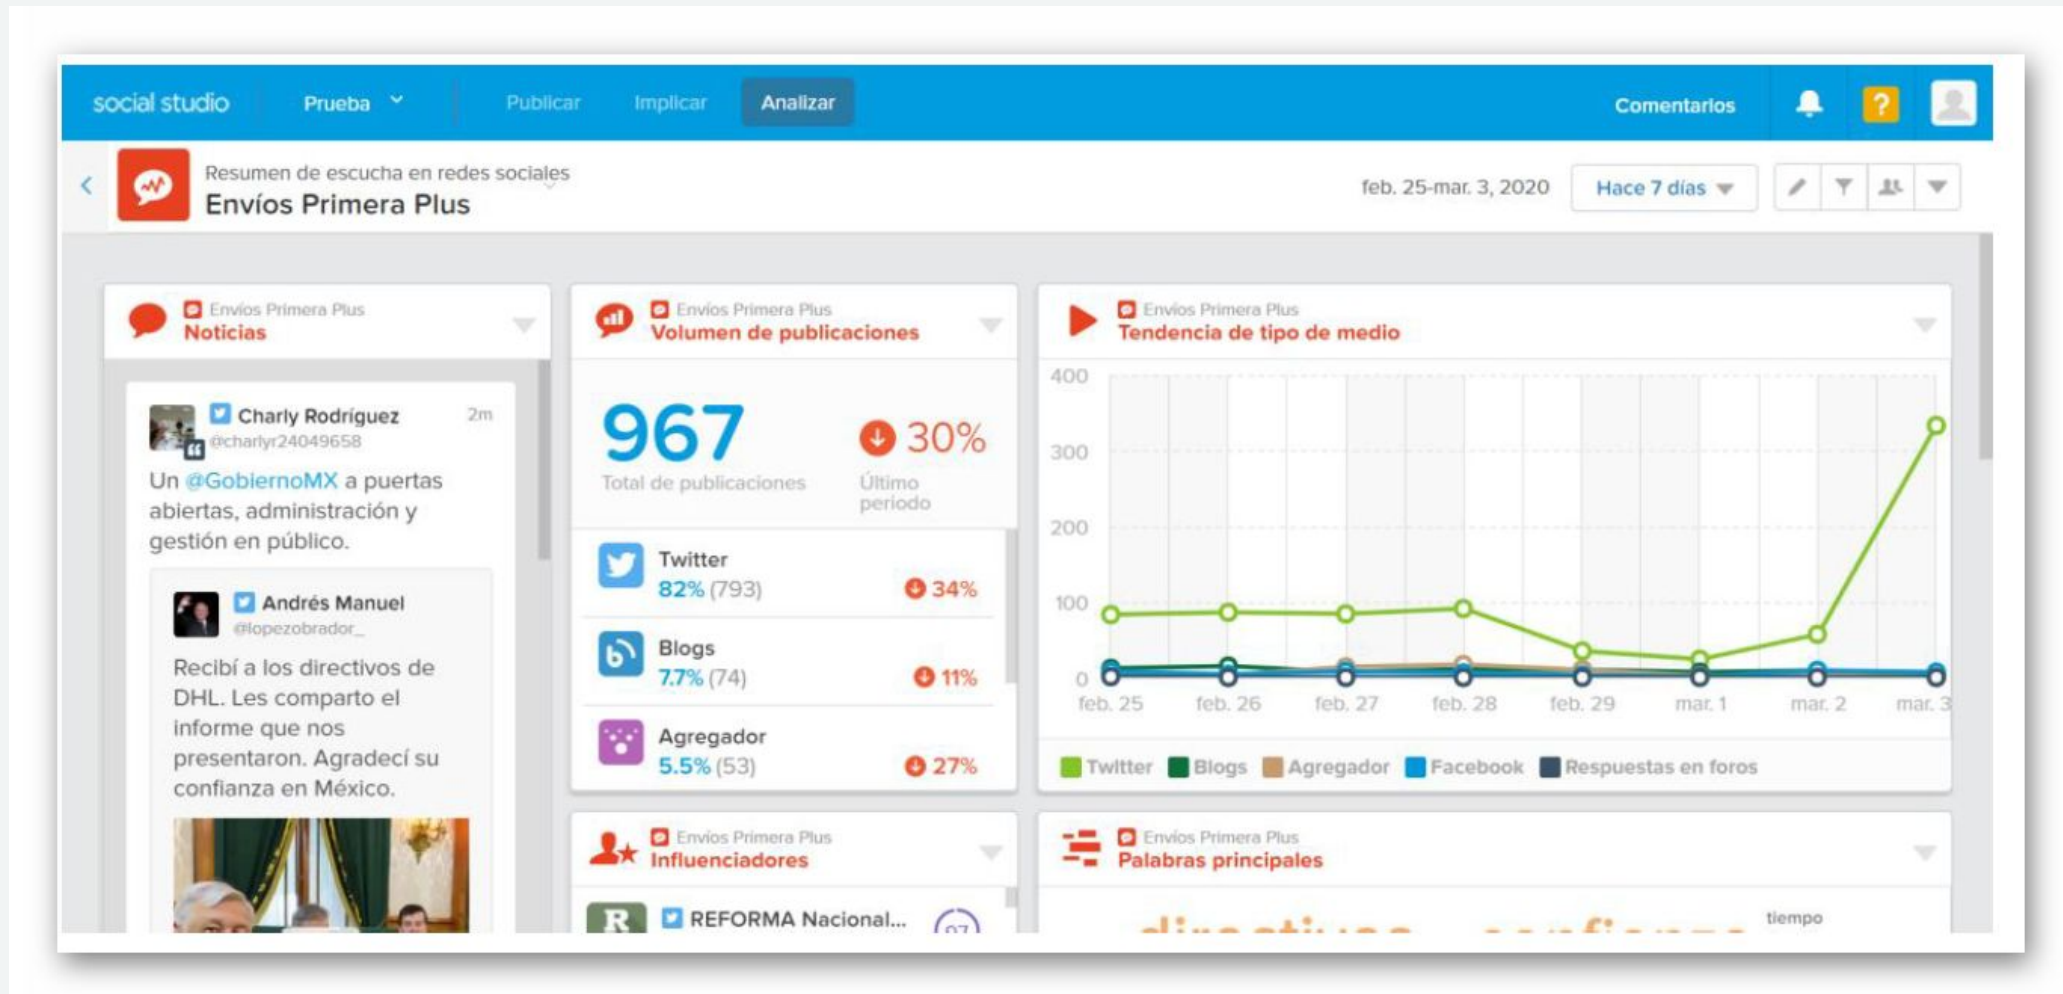 social studio
Prueba
Publicar
Implicar
Analizar
Comentarios
?
Resumen de escucha en redes sociales
Envíos Primera Plus
feb. 25-mar. 3, 2020
Hace 7 días
Envíos Primera Plus
Noticias
Charly Rodríguez
2m
@charlyr24049658
Un @GobiernoMX a puertas
abiertas, administración y
gestión en público.
Andrés Manuel
@lopezobrador_
Recibí a los directivos de
DHL. Les comparto el
informe que nos
presentaron. Agradecí su
confianza en México.
Envíos Primera Plus
Volumen de publicaciones
967
30%
Total de publicaciones
Último
periodo
Twitter
82% (793)
34%
Blogs
7.7% (74)
11%
Agregador
5.5% (53)
27%
Envíos Primera Plus
Tendencia de tipo de medio
400
300
200
100
0
feb. 25
feb. 26
feb. 27
feb. 28
feb. 29
mar. 1
mar. 2
mar. 3
Twitter
Blogs
Agregador
Facebook
Respuestas en foros
Envíos Primera Plus
Influenciadores
R
REFORMA Nacional...
97
Envíos Primera Plus
Palabras principales
directivos
confianza
tiempo